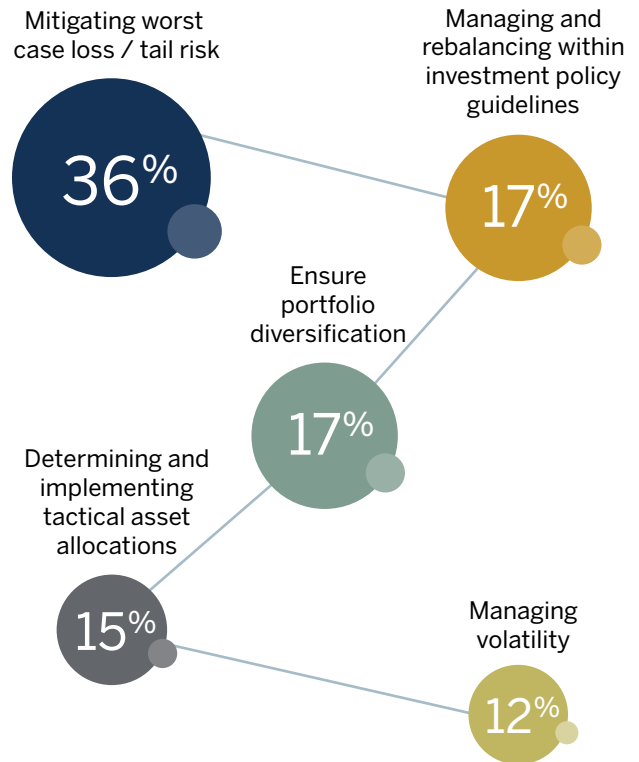 Mitigating worst
case loss / tail risk
36%
Managing and
rebalancing within
investment policy
guidelines
17%
Ensure
portfolio
diversification
17%
Determining and
implementing
tactical asset
allocations
15%
Managing
volatility
12%